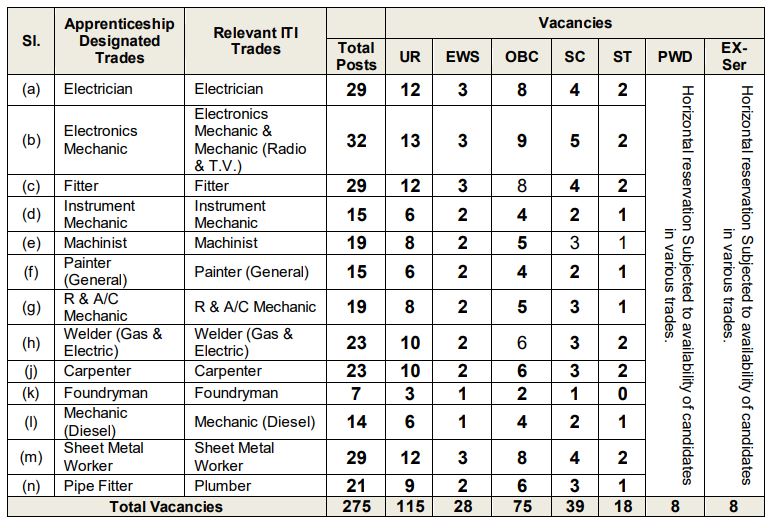 Sl. Apprenticeship Designated Trades Relevant ITI Trades Total Posts Vacancies
UR EWS OBC SC ST PWD EX-Ser
(a) Electrician Electrician 29 12 3 8 4 2
(b) Electronics Mechanic Electronics Mechanic & Mechanic (Radio & T.V.) 32 13 3 9 5 2
(c) Fitter Fitter 29 12 3 8 4 2
(d) Instrument Mechanic Instrument Mechanic 15 6 2 4 2 1
(e) Machinist Machinist 19 8 2 5 3 1
(f) Painter (General) Painter (General) 15 6 2 4 2 1
(g) R & A/C Mechanic R & A/C Mechanic 19 8 2 5 3 1
(h) Welder (Gas & Electric) Welder (Gas & Electric) 23 10 2 6 3 2
(j) Carpenter Carpenter 23 10 2 6 3 2
(k) Foundryman Foundryman 7 3 1 2 1 0
(l) Mechanic (Diesel) Mechanic (Diesel) 14 6 1 4 2 1
(m) Sheet Metal Worker Sheet Metal Worker 29 12 3 8 4 2
(n) Pipe Fitter Plumber 21 9 2 6 3 1
Horizontal reservation Subjected to availability of candidates
in various trades.
Horizontal reservation Subjected to availability of candidates
in various trades.
Total Vacancies 275 115 28 75 39 18 8 8